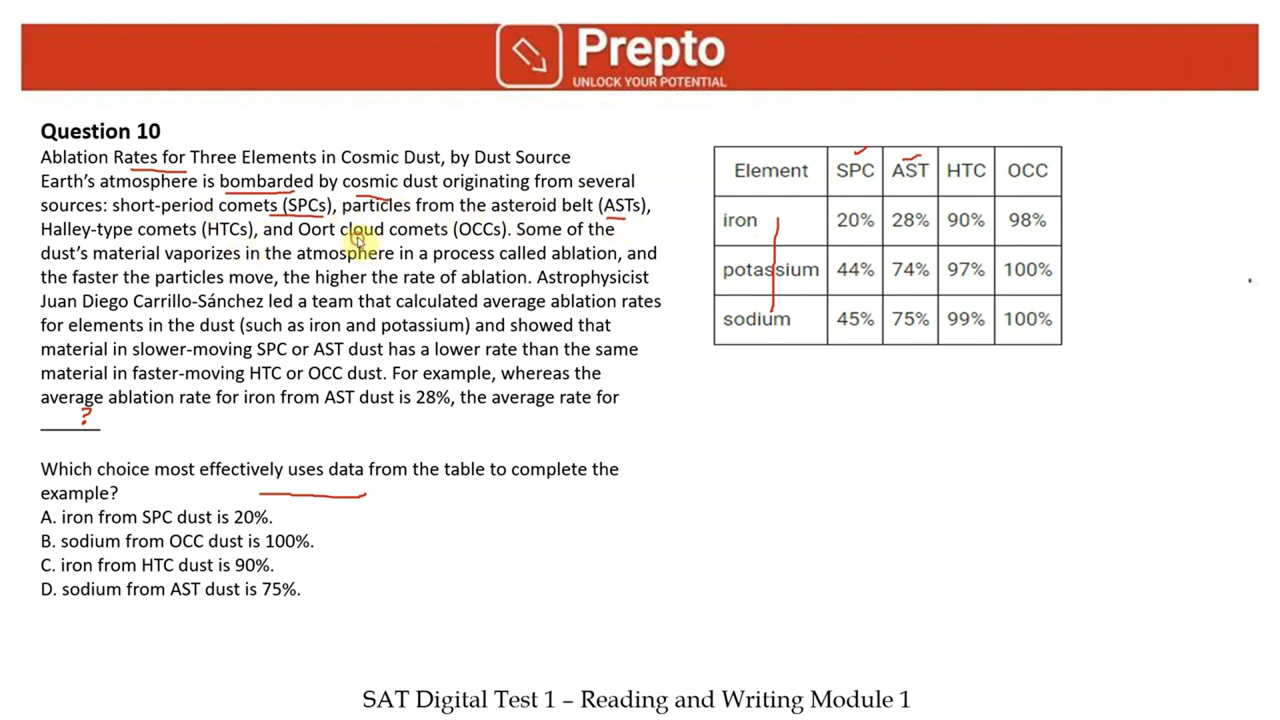 Prepto
UNLOCK YOUR POTENTIAL
Question 10
Ablation Rates for Three Elements in Cosmic Dust, by Dust Source
Earth's atmosphere is bombarded by cosmic dust originating from several
sources: short-period comets (SPCs), particles from the asteroid belt (ASTs),
Halley-type comets (HTCs), and Oort cloud comets (OCCs). Some of the
dust's material vaporizes in the atmosphere in a process called ablation, and
the faster the particles move, the higher the rate of ablation. Astrophysicist
Juan Diego Carrillo-Sánchez led a team that calculated average ablation rates
for elements in the dust (such as iron and potassium) and showed that
material in slower-moving SPC or AST dust has a lower rate than the same
material in faster-moving HTC or OCC dust. For example, whereas the
average ablation rate for iron from AST dust is 28%, the average rate for
______ ?
Which choice most effectively uses data from the table to complete the
example?
A. iron from SPC dust is 20%.
B. sodium from OCC dust is 100%.
C. iron from HTC dust is 90%.
D. sodium from AST dust is 75%.
Element SPC AST HTC OCC
iron 20% 28% 90% 98%
potassium 44% 74% 97% 100%
sodium 45% 75% 99% 100%
SAT Digital Test 1 – Reading and Writing Module 1